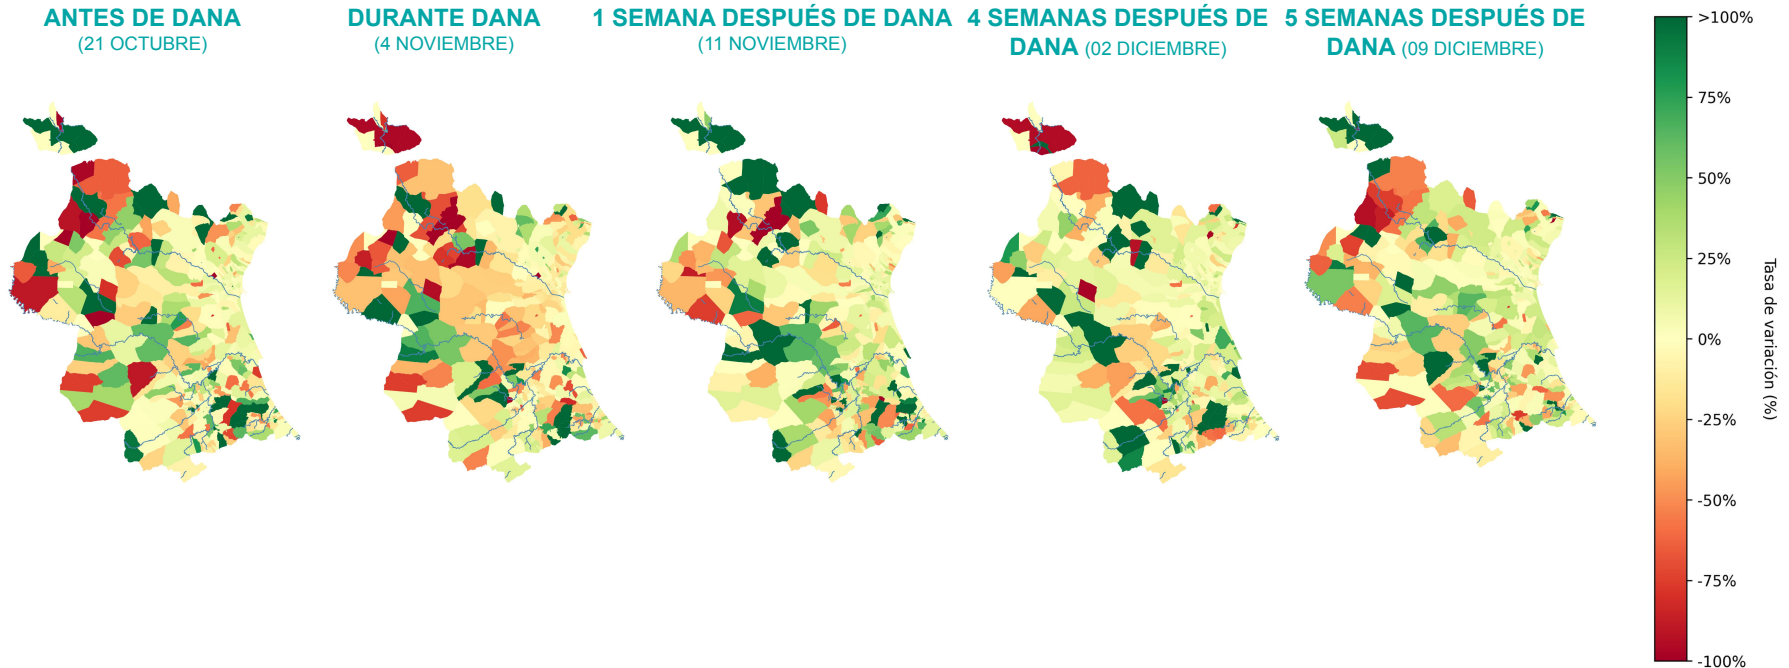 ANTES DE DANA
(21 OCTUBRE)
DURANTE DANA
(4 NOVIEMBRE)
1 SEMANA DESPUÉS DE DANA
(11 NOVIEMBRE)
4 SEMANAS DESPUÉS DE
DANA (02 DICIEMBRE)
5 SEMANAS DESPUÉS DE
DANA (09 DICIEMBRE)
>100%
75%
50%
25%
0%
-25%
-50%
-75%
-100%
Tasa de variación (%)